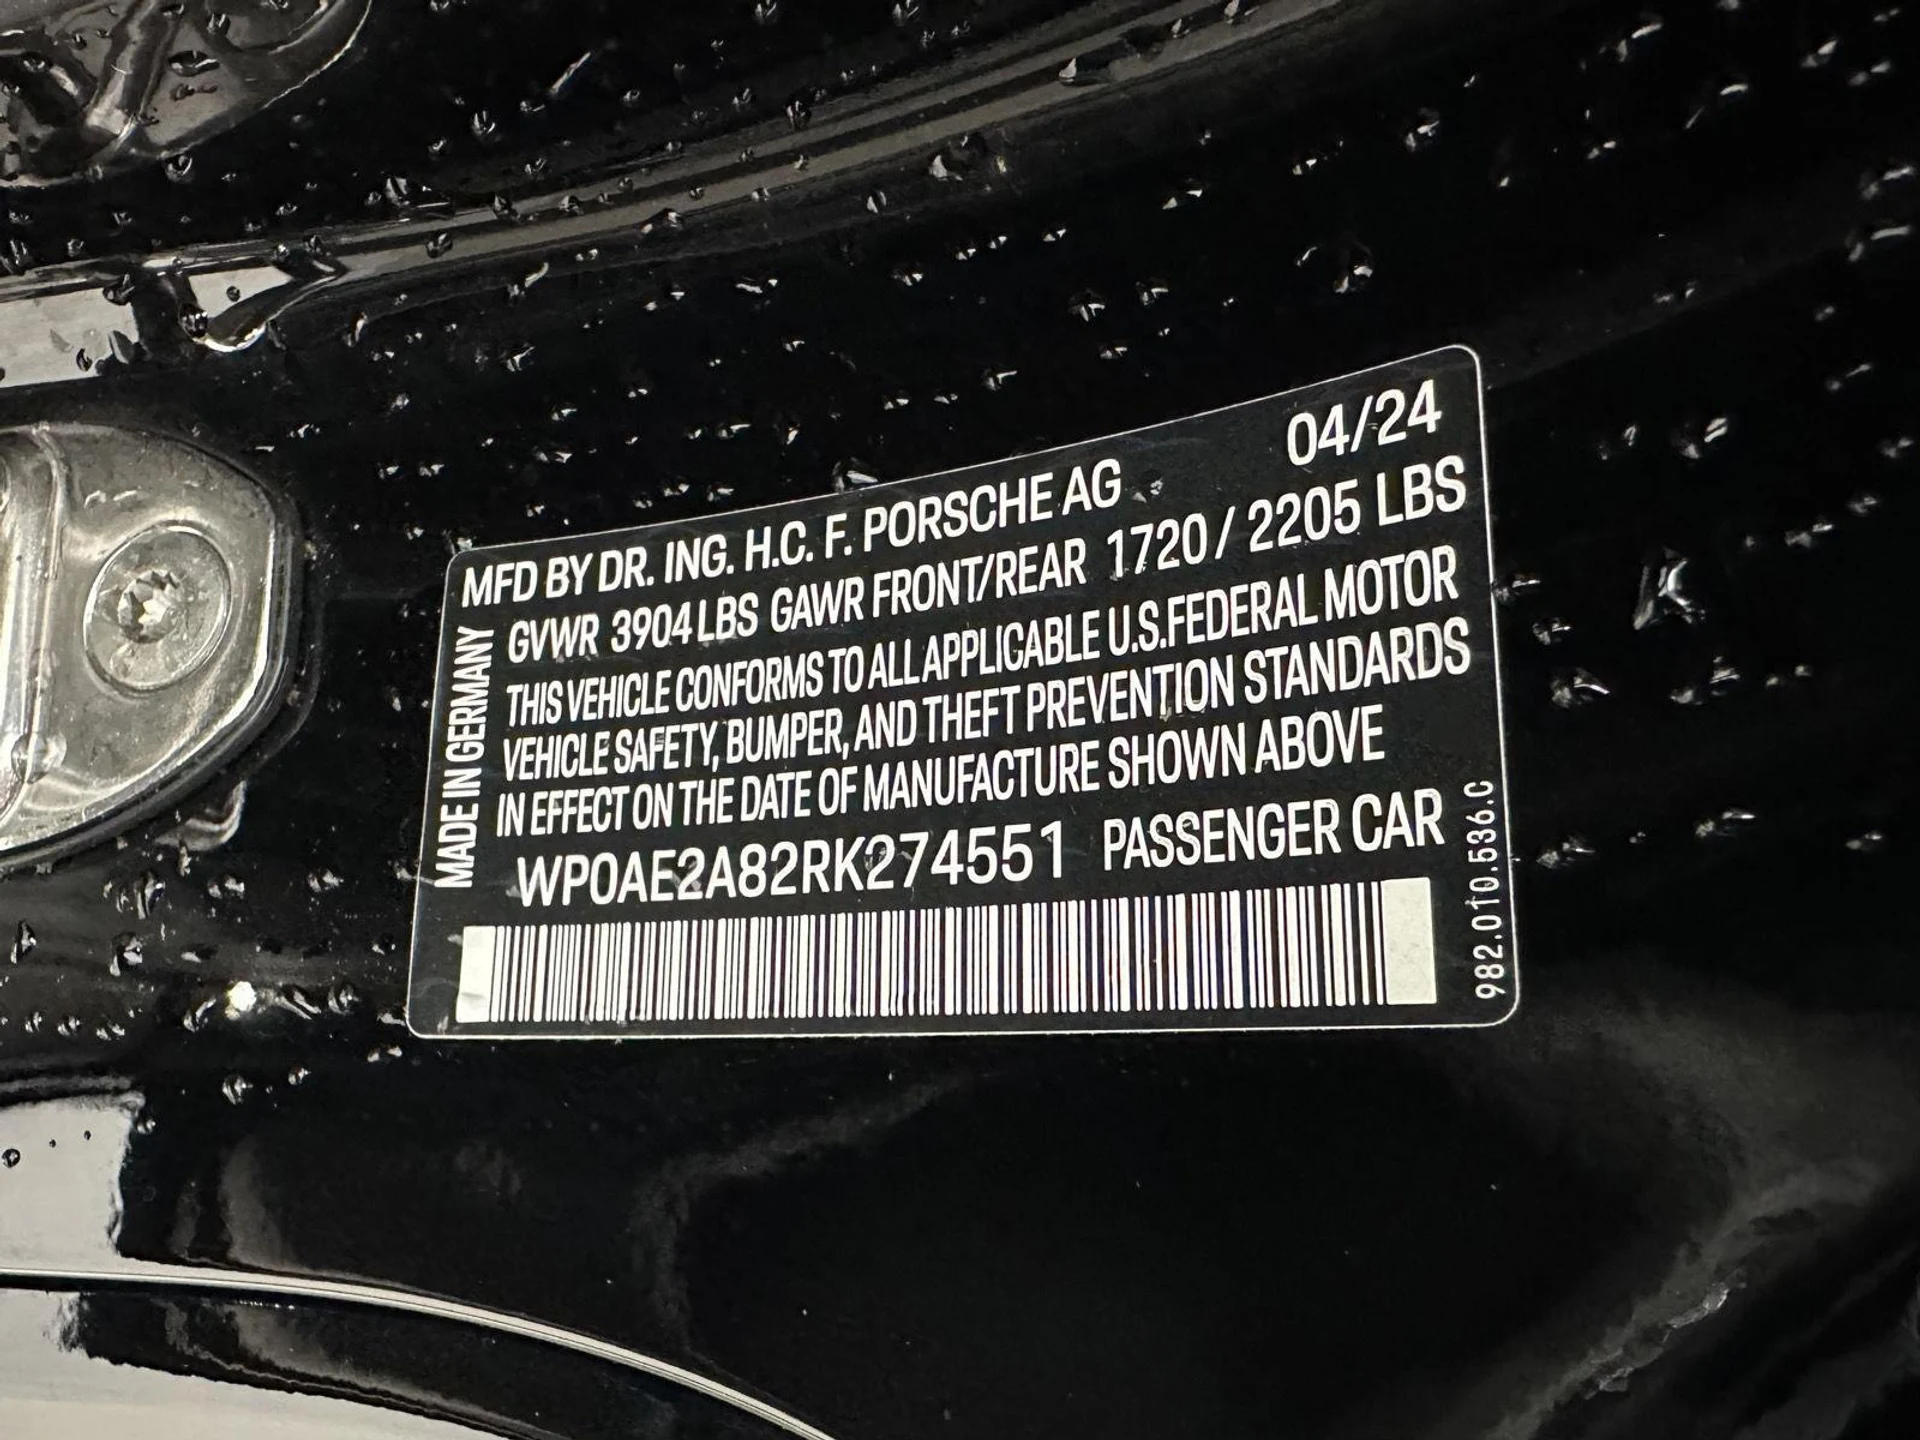 04/24
MFD BY DR. ING. H.C. F. PORSCHE AG
GVWR 3904 LBS GAWR FRONT/REAR 1720 / 2205 LBS
THIS VEHICLE CONFORMS TO ALL APPLICABLE U.S.FEDERAL MOTOR
VEHICLE SAFETY, BUMPER, AND THEFT PREVENTION STANDARDS
IN EFFECT ON THE DATE OF MANUFACTURE SHOWN ABOVE
WP0AE2A82RK274551 PASSENGER CAR
MADE IN GERMANY
982.010.536.C